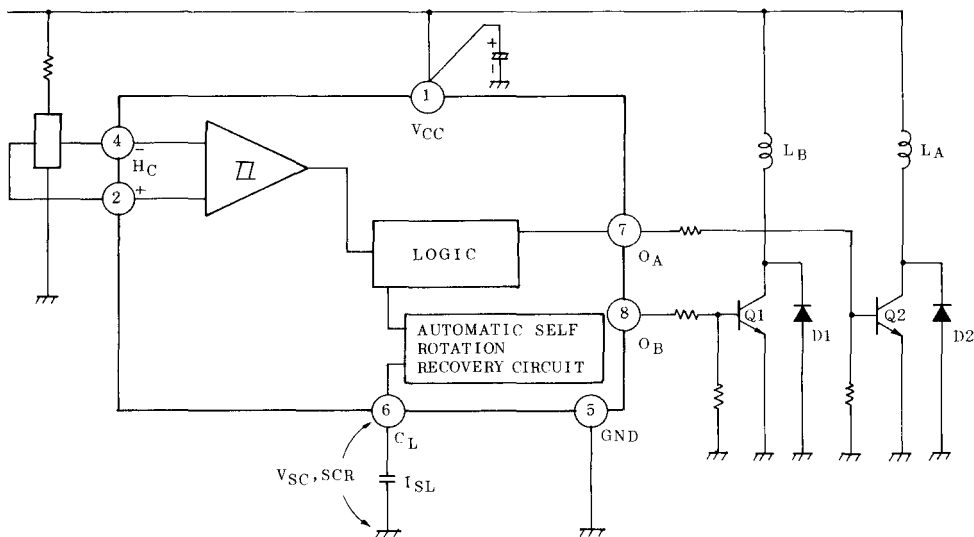 +
-
1
VCC
4
-
HC
2
+
LB
LA
LOGIC
7
OA
8
OB
Q1
D1
Q2
D2
AUTOMATIC SELF
ROTATION
RECOVERY CIRCUIT
6
CL
5
GND
VSC,SCR
ISL